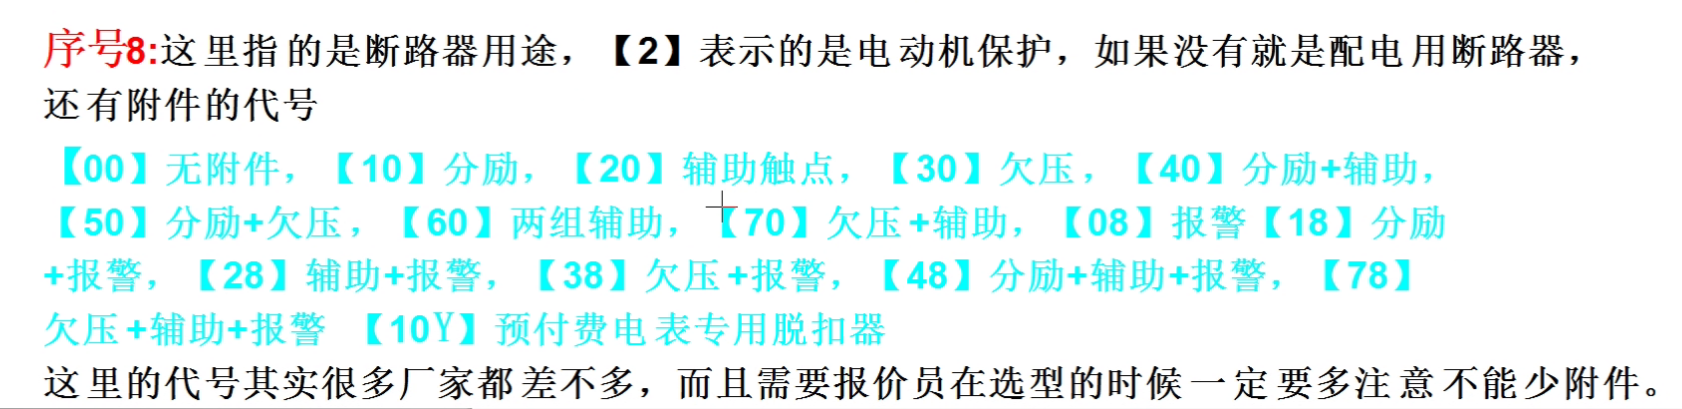 序号8:这里指的是断路器用途，【2】表示的是电动机保护，如果没有就是配电用断路器，
还有附件的代号
【00】无附件，【10】分励，【20】辅助触点，【30】欠压，【40】分励+辅助，
【50】分励+欠压，【60】两组辅助，【70】欠压+辅助，【08】报警【18】分励
+报警，【28】辅助+报警，【38】欠压+报警，【48】分励+辅助+报警，【78】
欠压+辅助+报警 【10Y】预付费电表专用脱扣器
这里的代号其实很多厂家都差不多，而且需要报价员在选型的时候一定要多注意不能少附件。